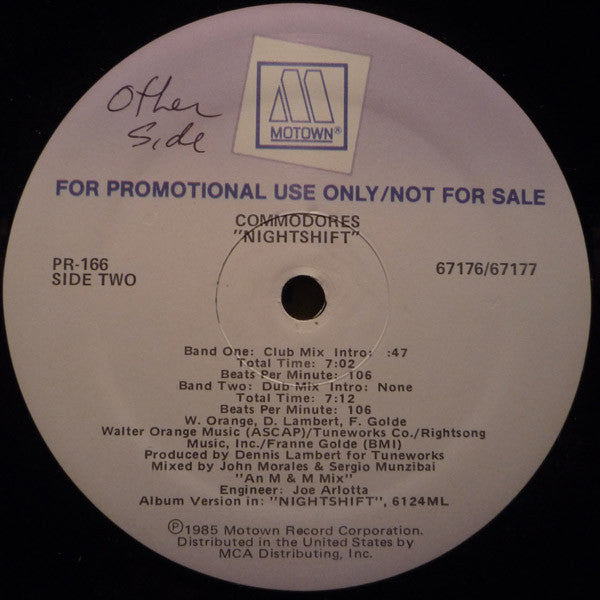 Other
Side
MOTOWN®
FOR PROMOTIONAL USE ONLY/NOT FOR SALE
COMMODORES
"NIGHTSHIFT"
PR-166
SIDE TWO
67176/67177
Band One: Club Mix Intro: :47
Total Time: 7:02
Beats Per Minute: 106
Band Two: Dub Mix Intro: None
Total Time: 7:12
Beats Per Minute: 106
W. Orange, D. Lambert, F. Golde
Walter Orange Music (ASCAP)/Tuneworks Co./Rightsong
Music, Inc./Franne Golde (BMI)
Produced by Dennis Lambert for Tuneworks
Mixed by John Morales & Sergio Munzibai
"An M & M Mix"
Engineer: Joe Arlotta
Album Version in: "NIGHTSHIFT", 6124ML
℗1985 Motown Record Corporation.
Distributed in the United States by
MCA Distributing, Inc.